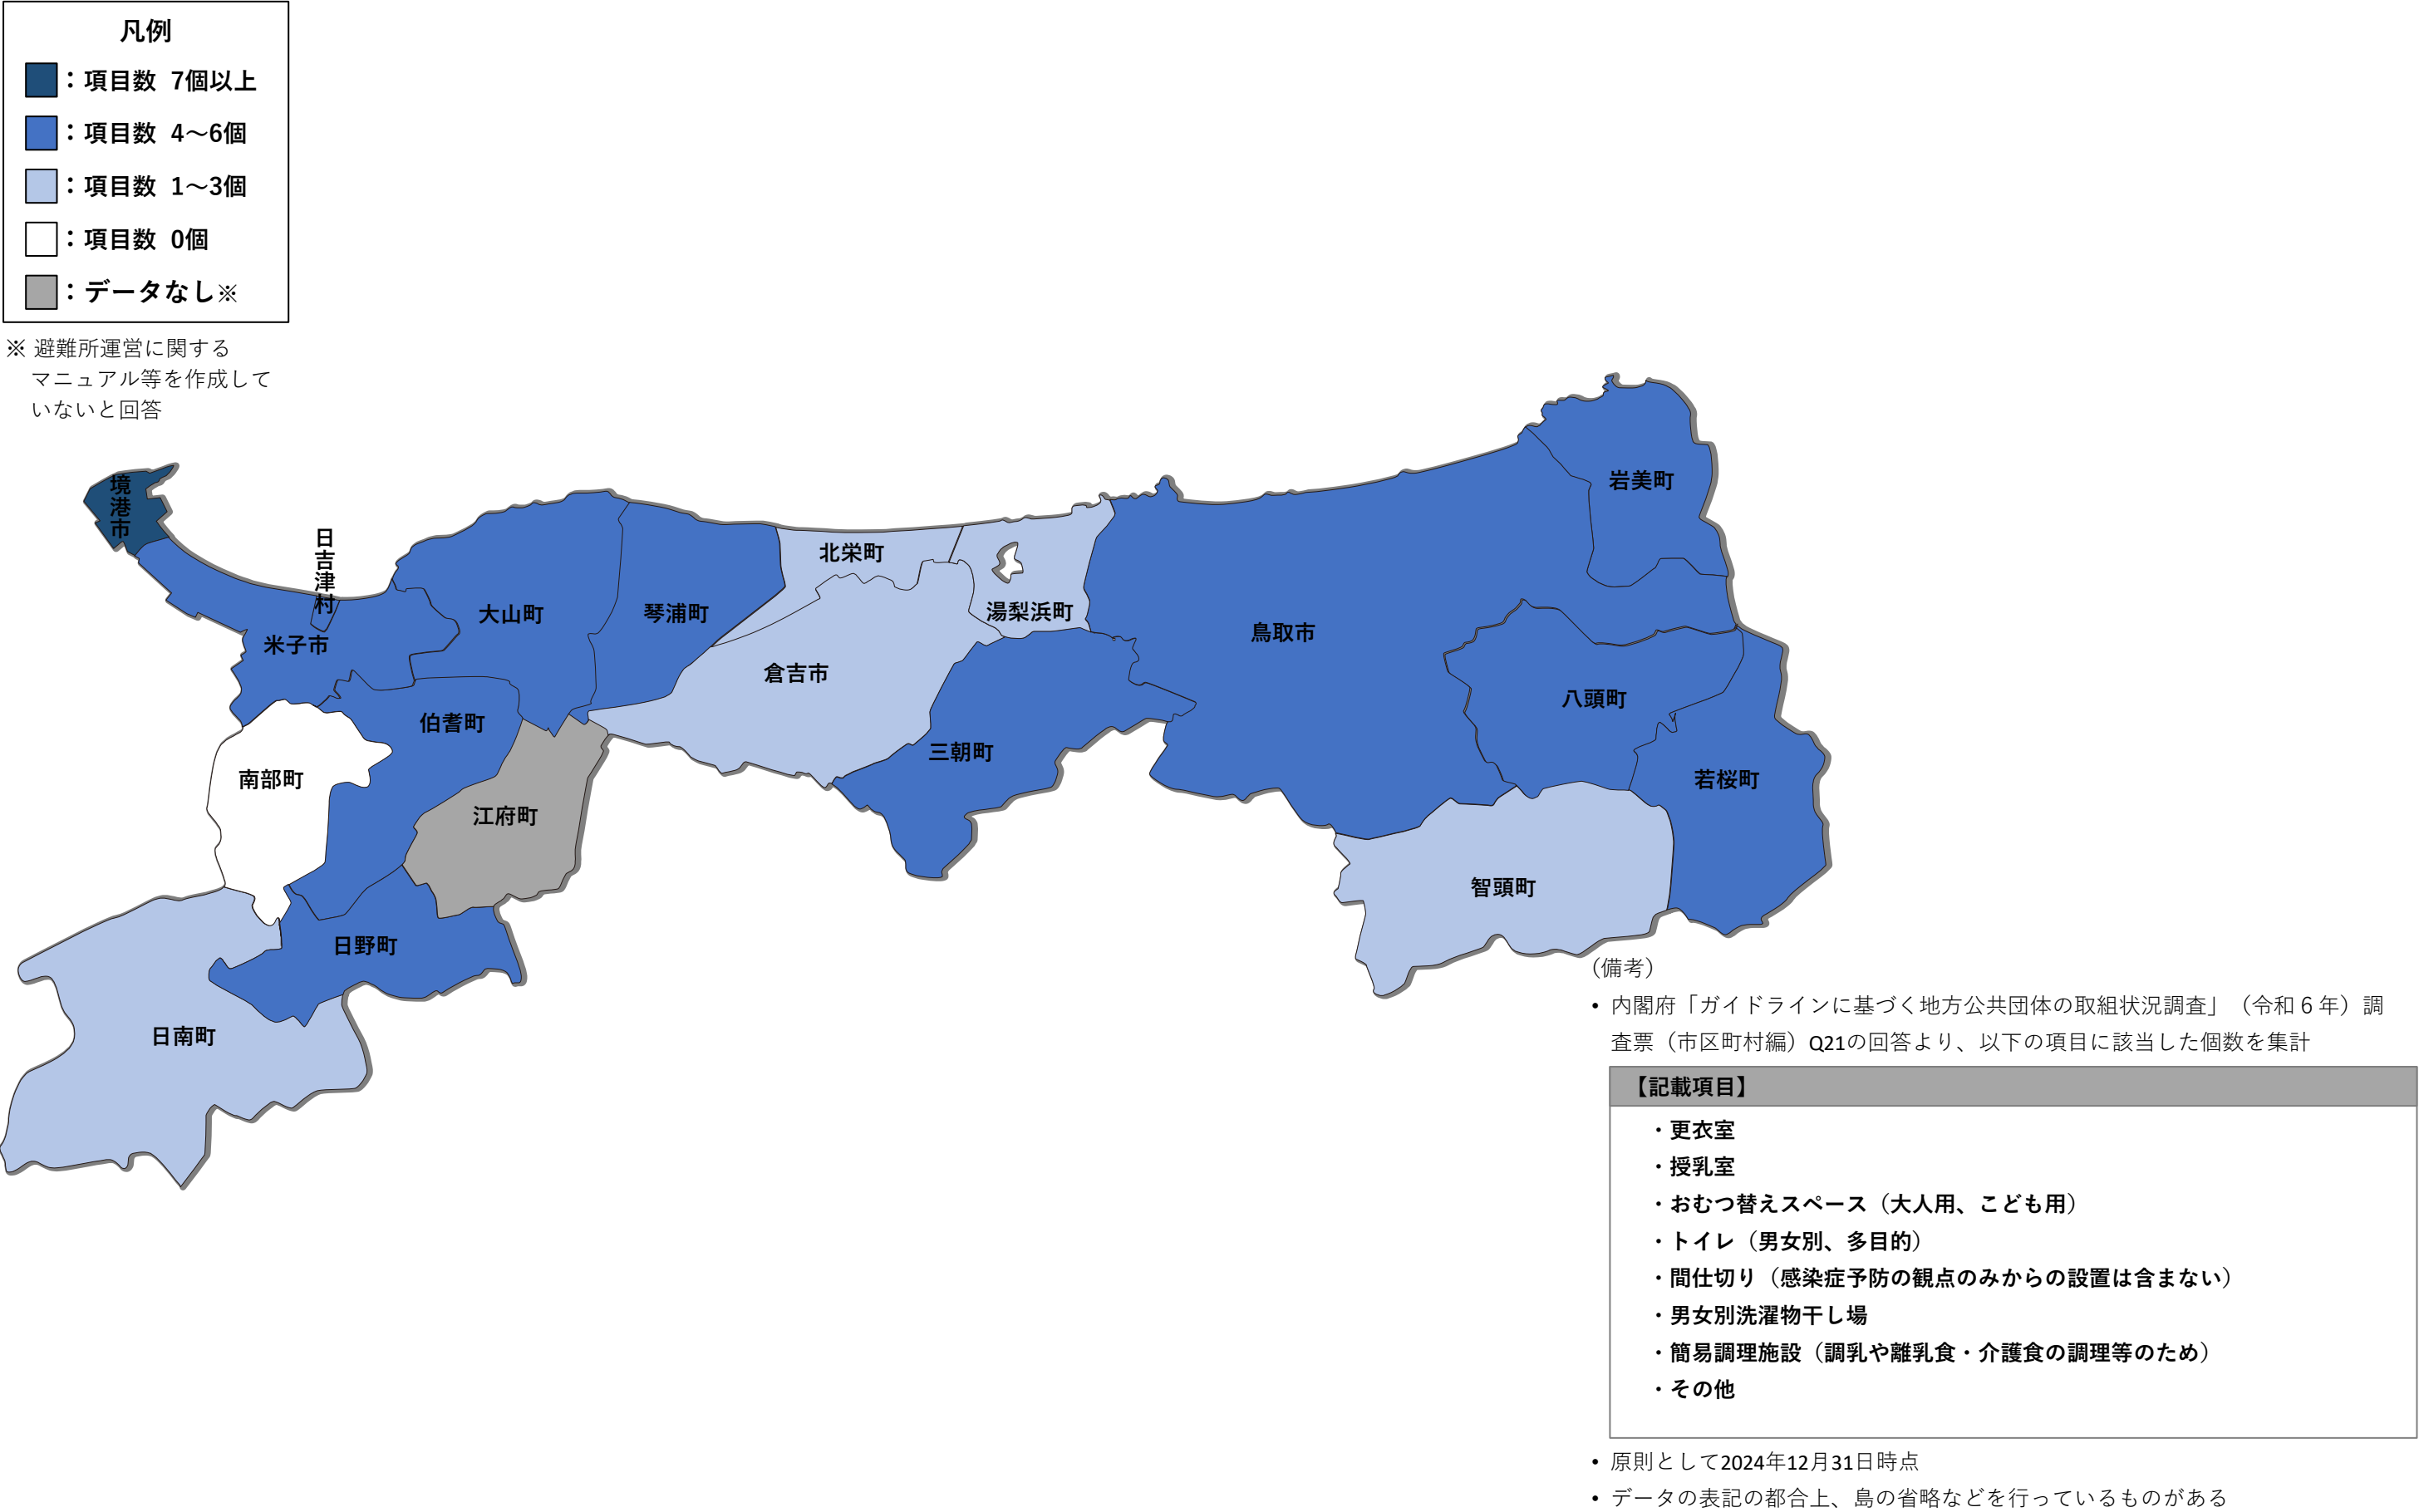 凡例
：項目数 7個以上
：項目数 4～6個
：項目数 1～3個
：項目数 0個
：データなし※
※ 避難所運営に関する
マニュアル等を作成して
いないと回答
境港市
日吉津村
米子市
大山町
琴浦町
北栄町
湯梨浜町
倉吉市
三朝町
鳥取市
岩美町
八頭町
若桜町
智頭町
伯耆町
南部町
江府町
日野町
日南町
（備考）
• 内閣府「ガイドラインに基づく地方公共団体の取組状況調査」（令和６年）調
査票（市区町村編）Q21の回答より、以下の項目に該当した個数を集計
【記載項目】
・更衣室
・授乳室
・おむつ替えスペース（大人用、こども用）
・トイレ（男女別、多目的）
・間仕切り（感染症予防の観点のみからの設置は含まない）
・男女別洗濯物干し場
・簡易調理施設（調乳や離乳食・介護食の調理等のため）
・その他
• 原則として2024年12月31日時点
• データの表記の都合上、島の省略などを行っているものがある